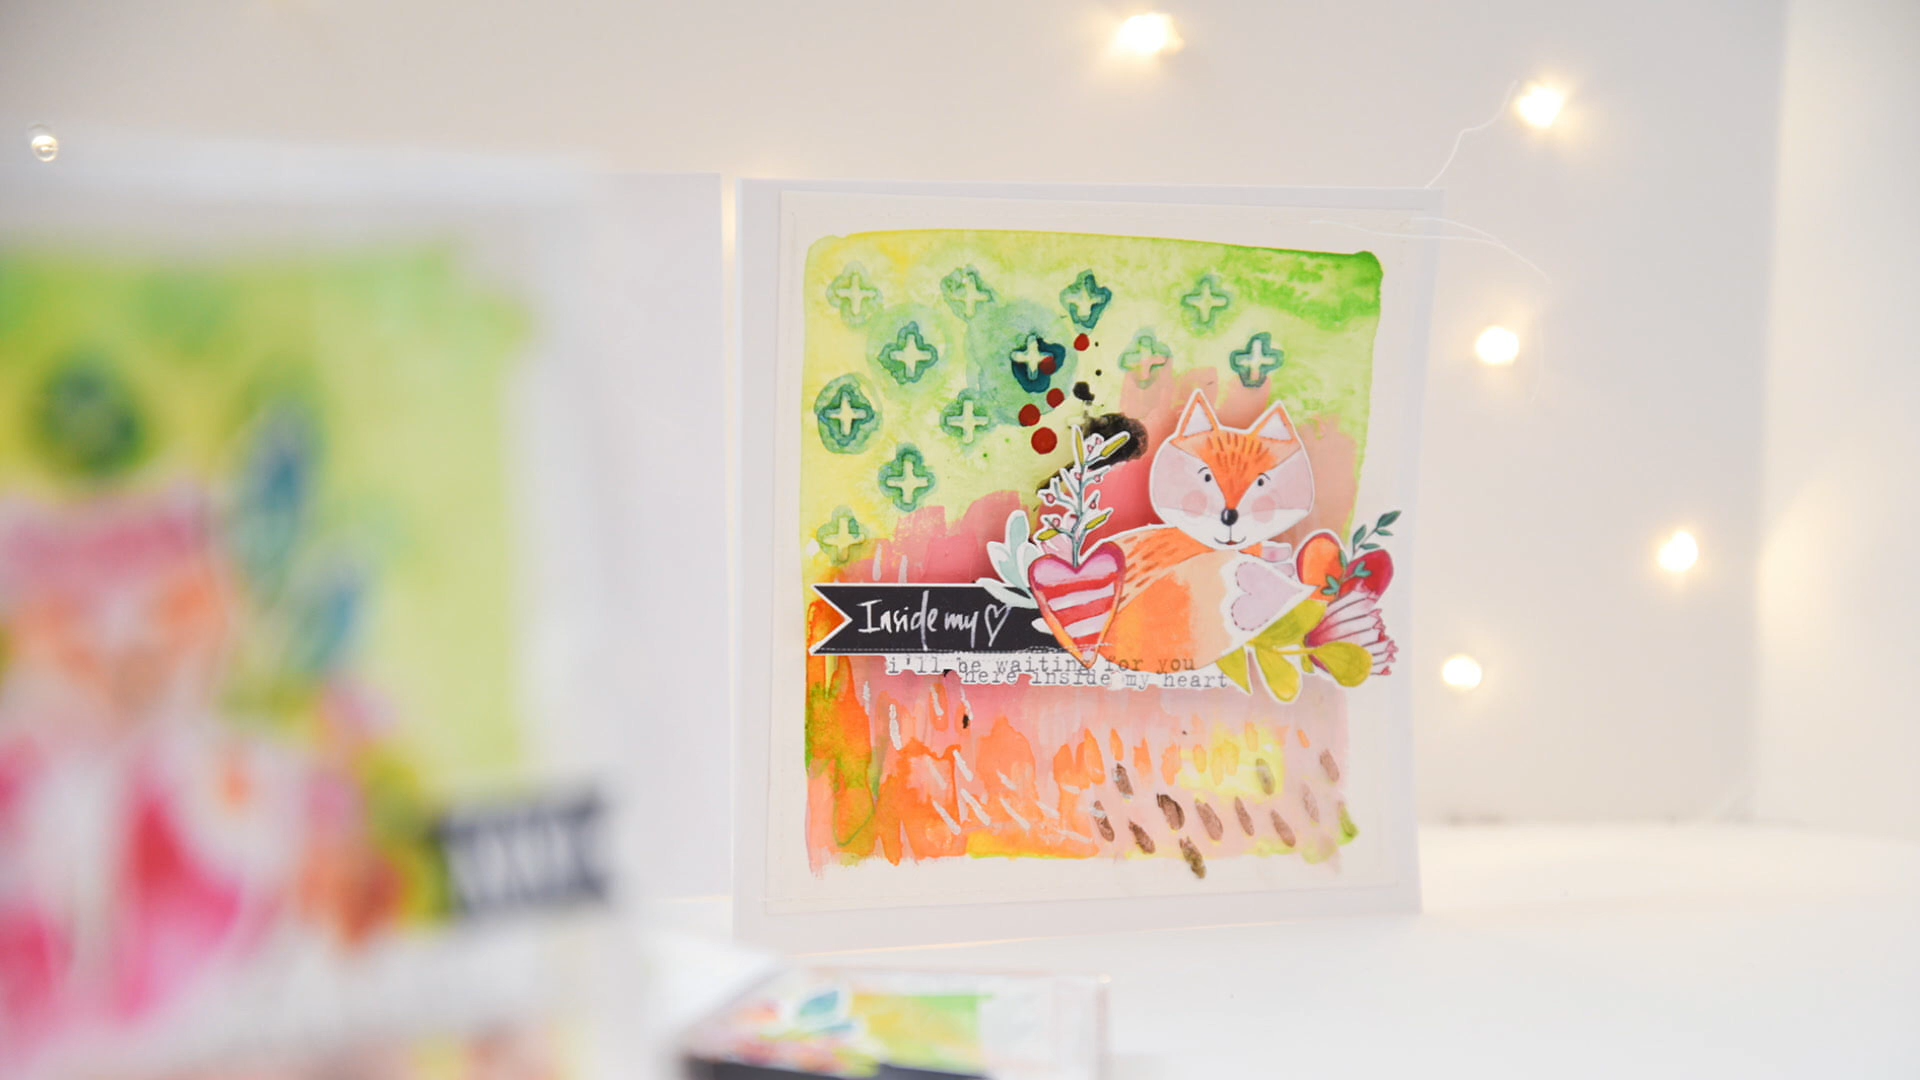 Inside my ♡
i'll be waiting for you
here inside my heart